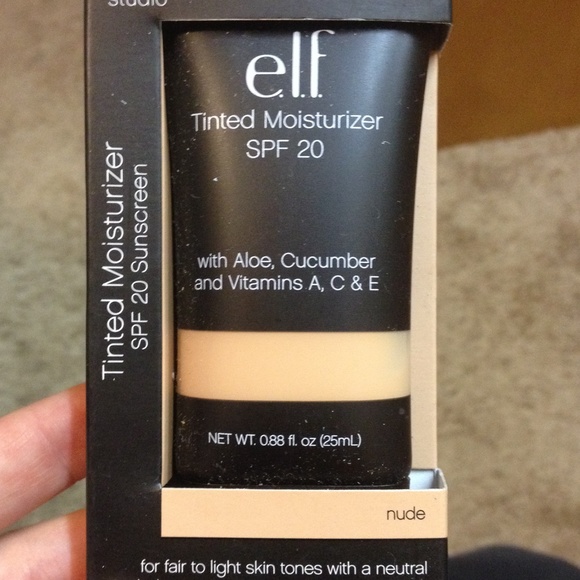 studio
e.l.f
Tinted Moisturizer
SPF 20
with Aloe, Cucumber
and Vitamins A, C & E
NET WT. 0.88 fl. oz (25mL)
Tinted Moisturizer
SPF 20 Sunscreen
nude
for fair to light skin tones with a neutral